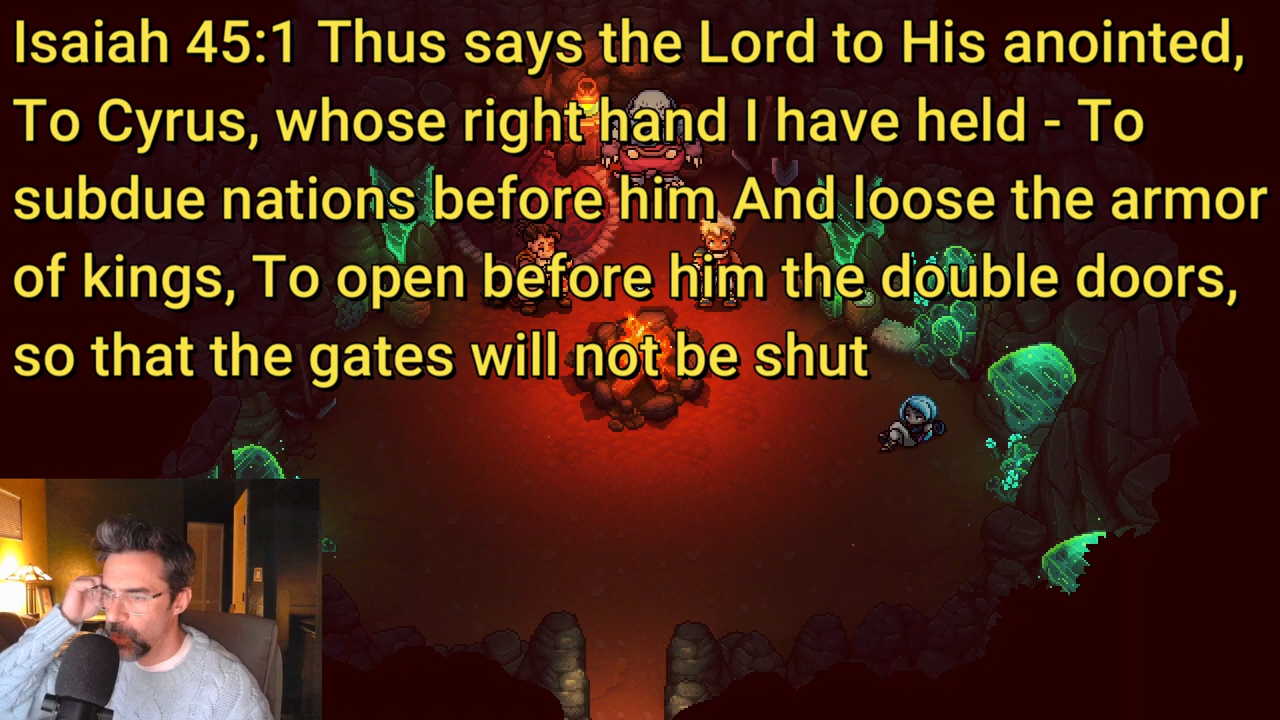 Isaiah 45:1 Thus says the Lord to His anointed,
To Cyrus, whose right hand I have held - To
subdue nations before him And loose the armor
of kings, To open before him the double doors,
so that the gates will not be shut